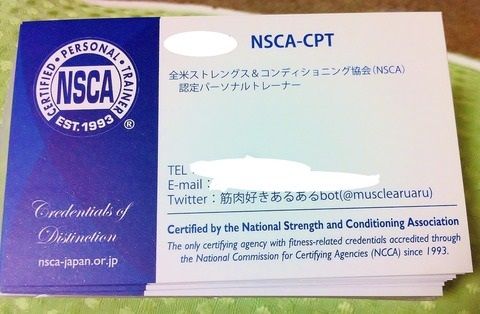 CERTIFIED • PERSONAL • TRAINER
NSCA
EST. 1993
®
Credentials of
Distinction
nsca-japan.or.jp
NSCA-CPT
全米ストレングス&コンディショニング協会(NSCA)
認定パーソナルトレーナー
TEL:
E-mail:
Twitter:筋肉好きあるあるbot(@musclearuaru)
Certified by the National Strength and Conditioning Association
The only certifying agency with fitness-related credentials accredited through
the National Commission for Certifying Agencies (NCCA) since 1993.